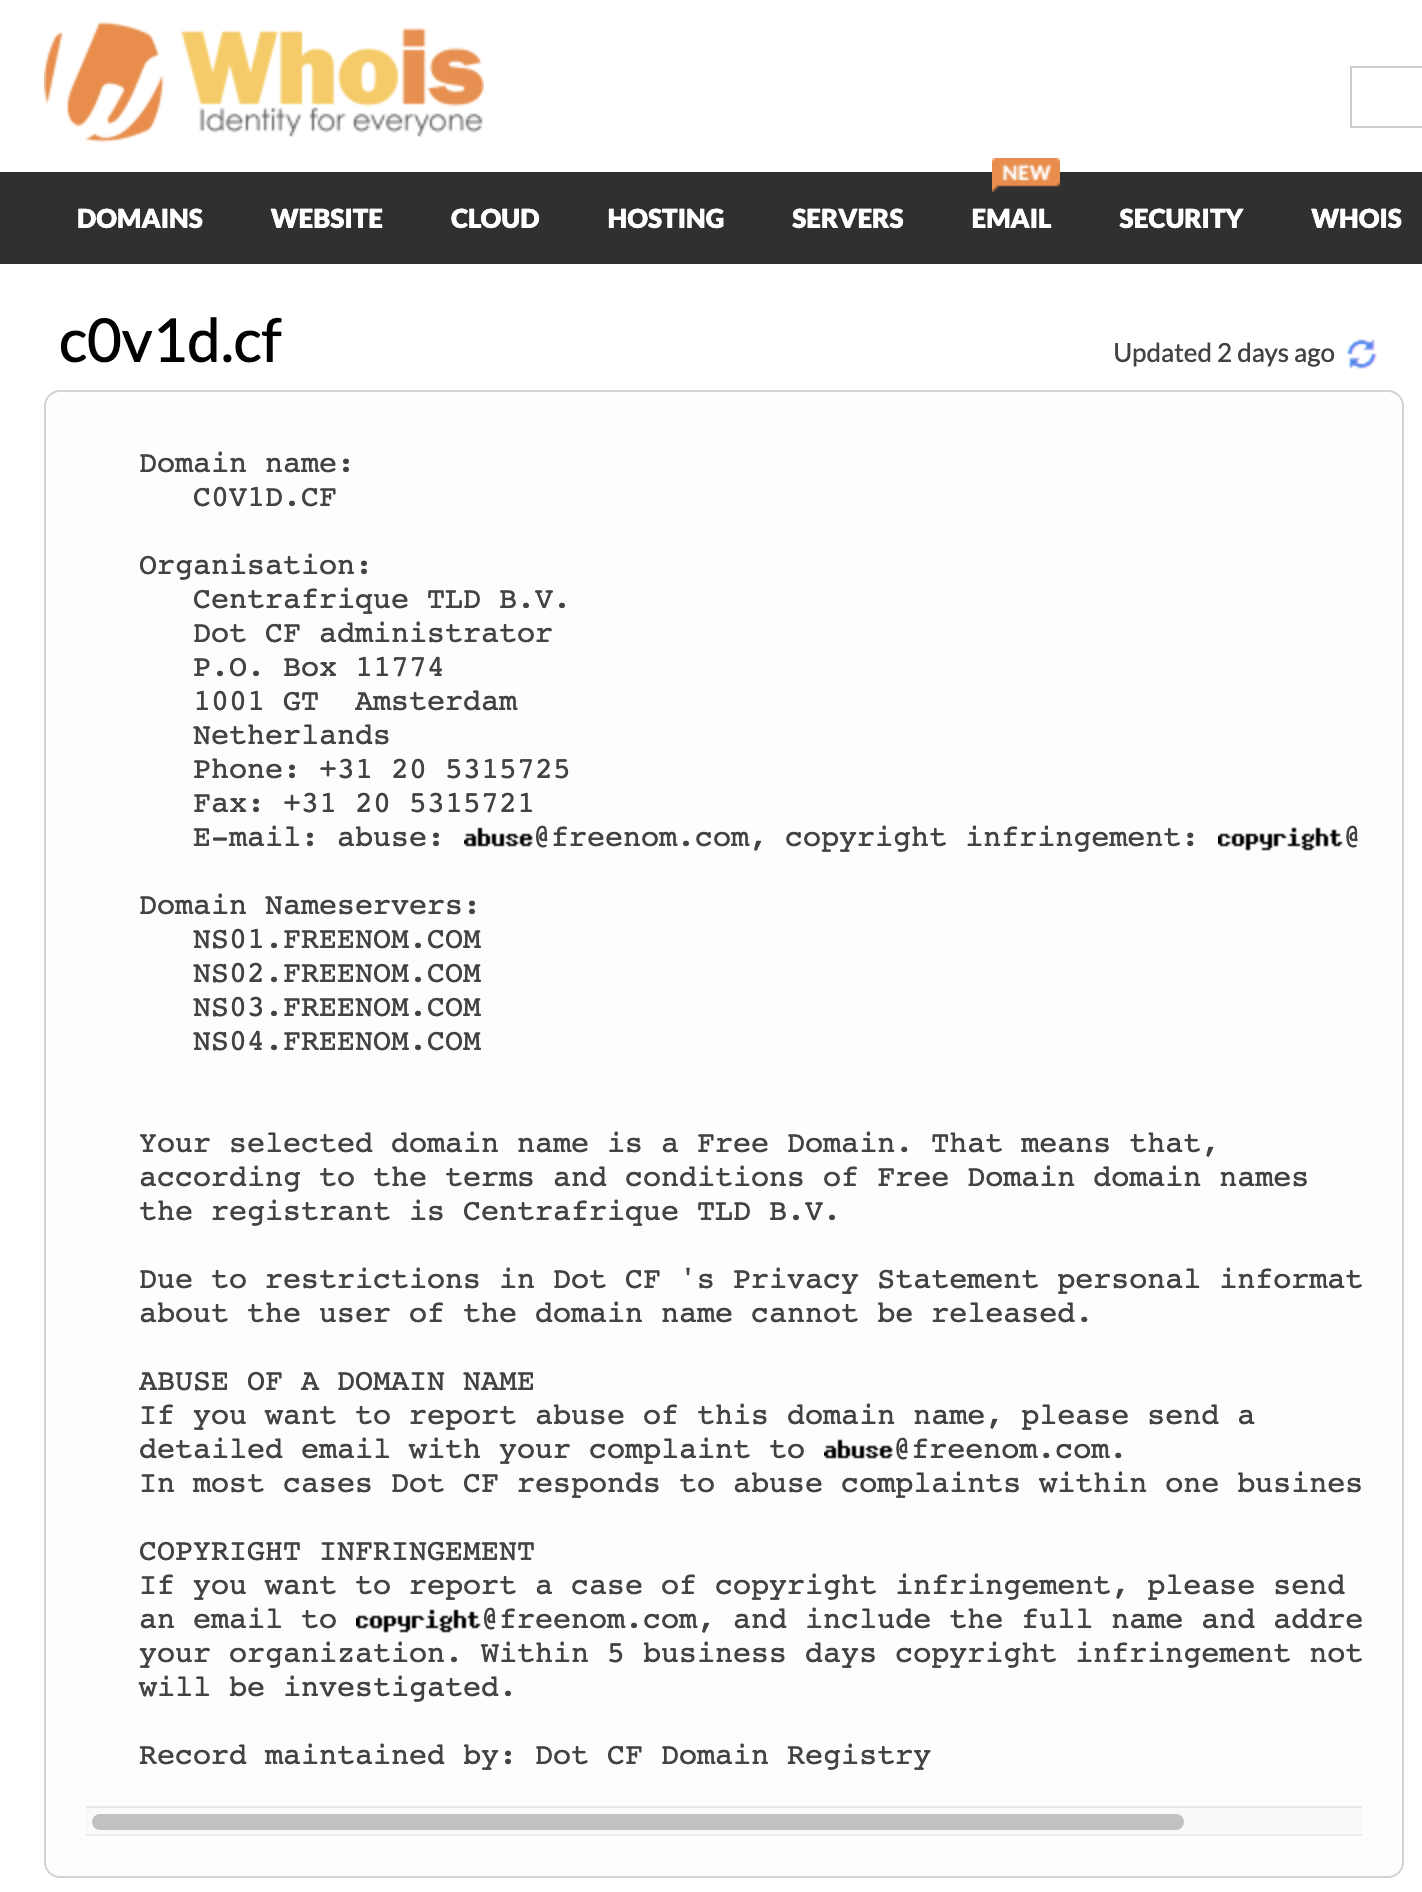 Whois
Identity for everyone
NEW
DOMAINS WEBSITE CLOUD HOSTING SERVERS EMAIL SECURITY WHOIS
c0v1d.cf
Updated 2 days ago
Domain name:
C0V1D.CF
Organisation:
Centrafrique TLD B.V.
Dot CF administrator
P.O. Box 11774
1001 GT  Amsterdam
Netherlands
Phone: +31 20 5315725
Fax: +31 20 5315721
E-mail: abuse: abuse@freenom.com, copyright infringement: copyright@
Domain Nameservers:
NS01.FREENOM.COM
NS02.FREENOM.COM
NS03.FREENOM.COM
NS04.FREENOM.COM
Your selected domain name is a Free Domain. That means that,
according to the terms and conditions of Free Domain domain names
the registrant is Centrafrique TLD B.V.
Due to restrictions in Dot CF 's Privacy Statement personal informat
about the user of the domain name cannot be released.
ABUSE OF A DOMAIN NAME
If you want to report abuse of this domain name, please send a
detailed email with your complaint to abuse@freenom.com.
In most cases Dot CF responds to abuse complaints within one busines
COPYRIGHT INFRINGEMENT
If you want to report a case of copyright infringement, please send
an email to copyright@freenom.com, and include the full name and addre
your organization. Within 5 business days copyright infringement not
will be investigated.
Record maintained by: Dot CF Domain Registry